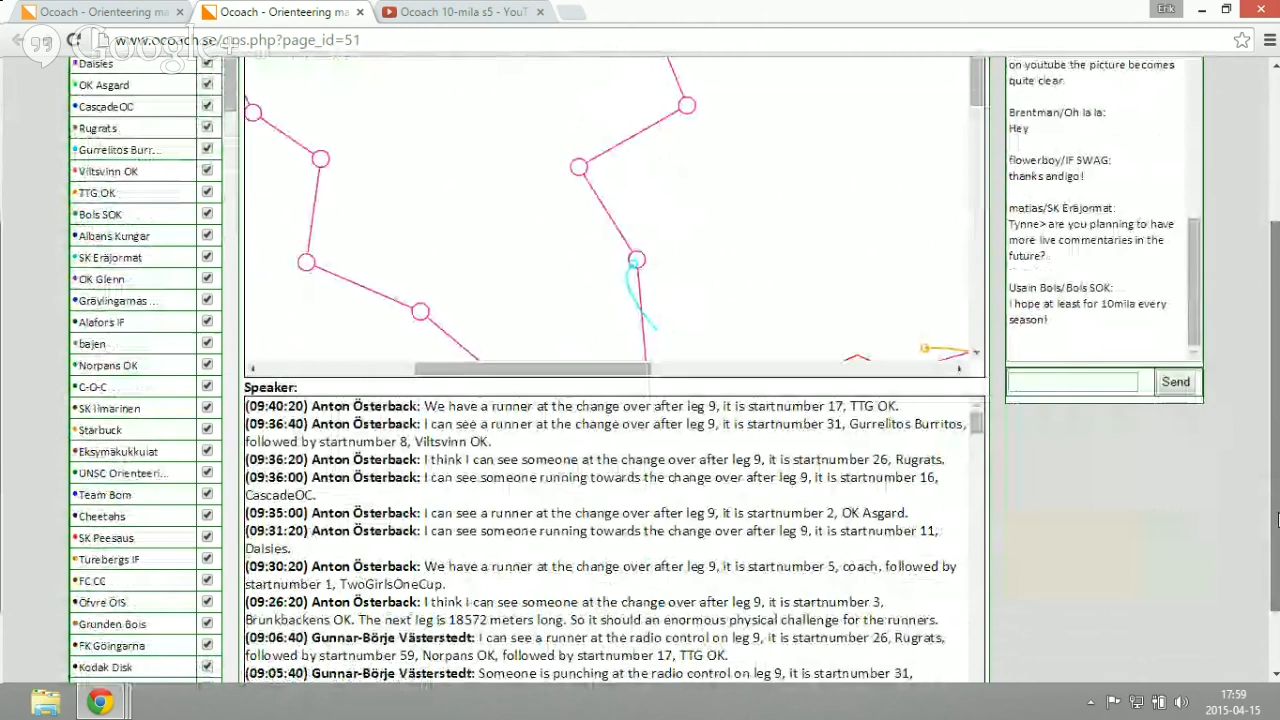 Ocoach - Orienteering ma
Ocoach - Orienteering ma
Ocoach 10-mila s5 - YouT
Erik
www.ocoach.se/gps.php?page_id=51
Google+
Daisies
OK Asgard
CascadeOC
Rugrats
Gurrelitos Burr...
Viltsvinn OK
TTG OK
Bois SOK
Albans Kungar
SK Eräjormat
OK Glenn
Grävlingarnas ...
Alafors IF
bajen
Norpans OK
C-O-C
SK Ilmarinen
Starbuck
Eksymäkukkulat
UNSC Orienteeri...
Team Bom
Cheetahs
SK Peesaus
Turebergs IF
FC CC
Öfvre ÖIS
Grunden Bois
FK Göingarna
Kodak Disk
on youtube the picture becomes
quite clear.
Brentman/Oh la la:
Hey
flowerboy/IF SWAG:
thanks andigo!
matias/SK Eräjormat:
Tynne> are you planning to have
more live commentaries in the
future?
Usain Bois/Bois SOK:
I hope at least for 10mila every
season!
Send
Speaker:
(09:40:20) Anton Österback: We have a runner at the change over after leg 9, it is startnumber 17, TTG OK.
(09:36:40) Anton Österback: I can see a runner at the change over after leg 9, it is startnumber 31, Gurrelitos Burritos,
followed by startnumber 8, Viltsvinn OK.
(09:36:20) Anton Österback: I think I can see someone at the change over after leg 9, it is startnumber 26, Rugrats.
(09:36:00) Anton Österback: I can see someone running towards the change over after leg 9, it is startnumber 16,
CascadeOC.
(09:35:00) Anton Österback: I can see a runner at the change over after leg 9, it is startnumber 2, OK Asgard.
(09:31:20) Anton Österback: I can see someone running towards the change over after leg 9, it is startnumber 11,
Daisies.
(09:30:20) Anton Österback: We have a runner at the change over after leg 9, it is startnumber 5, coach, followed by
startnumber 1, TwoGirlsOneCup.
(09:26:20) Anton Österback: I think I can see someone at the change over after leg 9, it is startnumber 3,
Brunkbackens OK. The next leg is 18572 meters long. So it should an enormous physical challenge for the runners.
(09:06:40) Gunnar-Börje Västerstedt: I can see a runner at the radio control on leg 9, it is startnumber 26, Rugrats,
followed by startnumber 59, Norpans OK, followed by startnumber 17, TTG OK.
(09:05:40) Gunnar-Börje Västerstedt: Someone is punching at the radio control on leg 9, it is startnumber 31,
17:59
2015-04-15